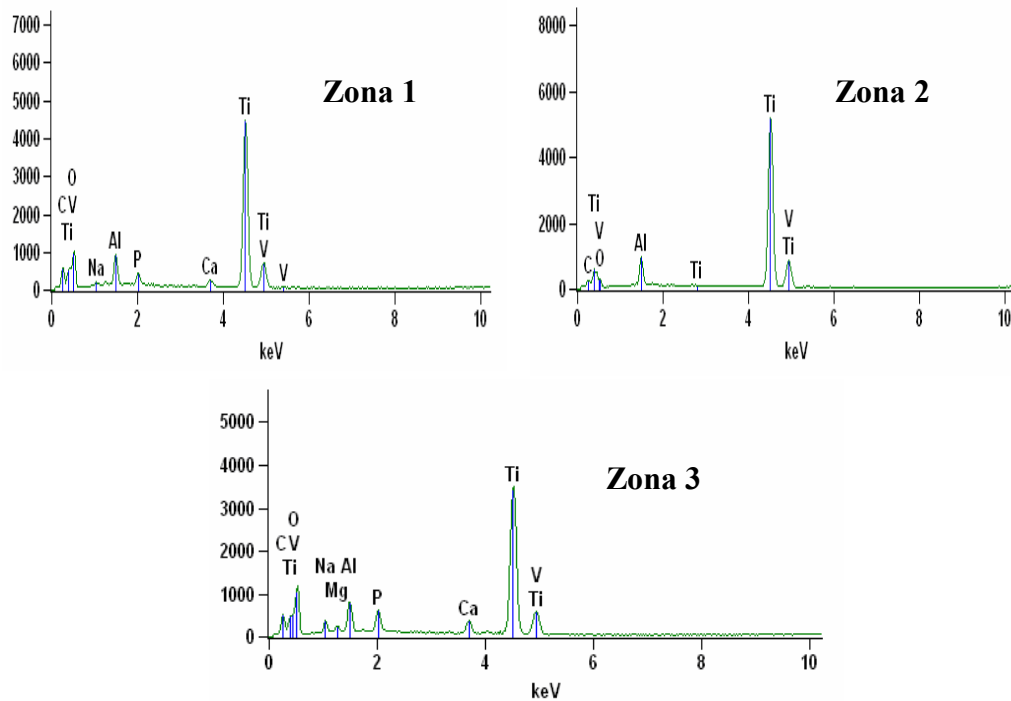 7000
6000
5000
4000
3000
2000
1000
0
Zona 1
Ti
O
C V
Ti
Na
Al
P
Ca
Ti
V
V
0 2 4 6 8 10
keV
8000
6000
4000
2000
0
Zona 2
Ti
Ti
V
C O
Al
Ti
V
Ti
0 2 4 6 8 10
keV
5000
4000
3000
2000
1000
0
Zona 3
Ti
O
C V
Ti
Na Al
Mg
P
Ca
V
Ti
0 2 4 6 8 10
keV